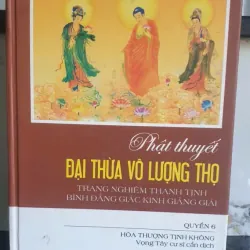 Phật thuyết
ĐẠI THỪA VÔ LƯỢNG THỌ
TRANG NGHIÊM THANH TỊNH
BÌNH ĐẲNG GIÁC KINH GIẢNG GIẢI
QUYỂN 6
HÒA THƯỢNG TỊNH KHÔNG
Vọng Tây cư sĩ cẩn dịch